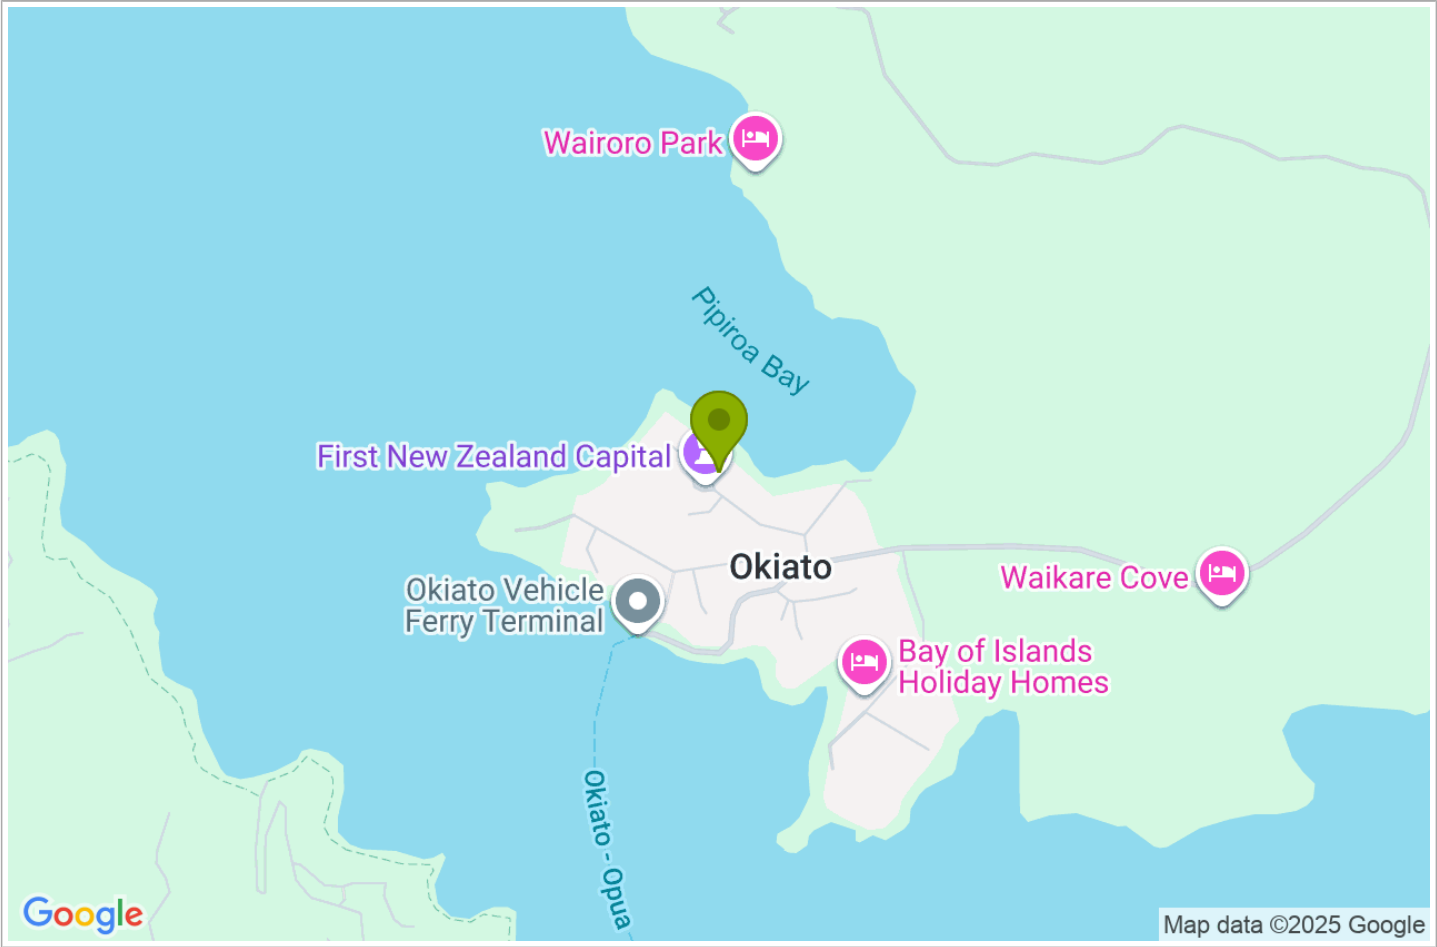 Wairoro Park
Pipiroa Bay
First New Zealand Capital
Okiato
Okiato Vehicle
Ferry Terminal
Waikare Cove
Bay of Islands
Holiday Homes
Okiato - Opua
Google
Map data ©2025 Google